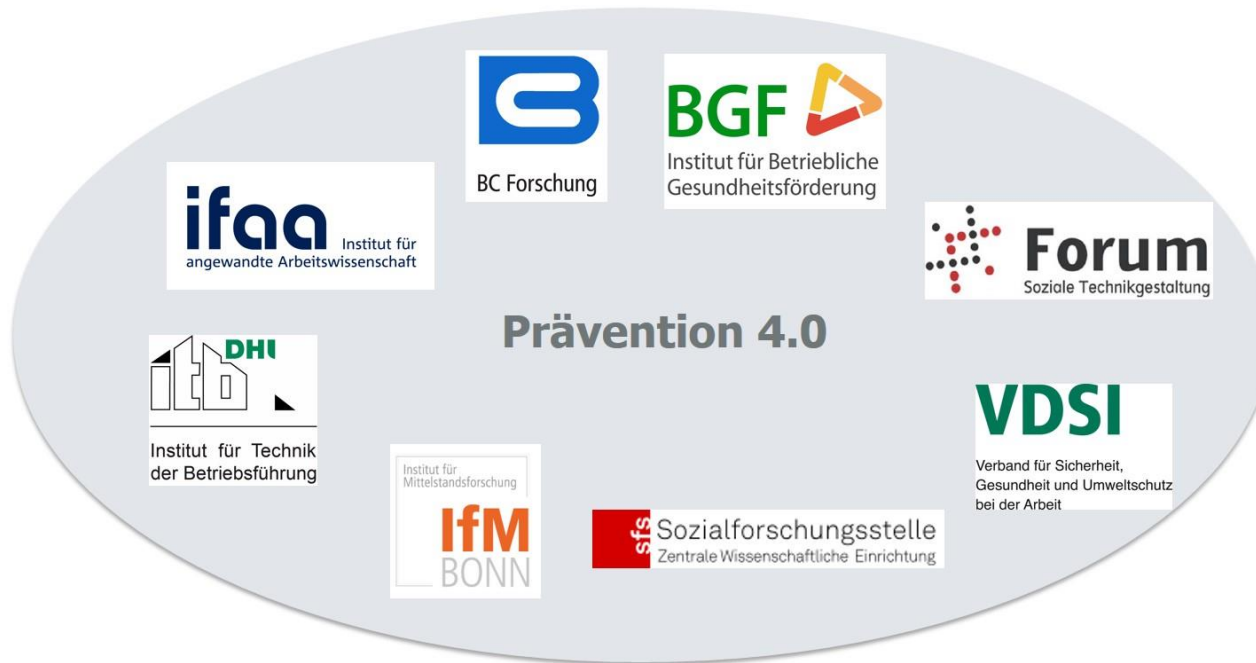 BC Forschung
BGF
Institut für Betriebliche
Gesundheitsförderung
ifaa Institut für
angewandte Arbeitswissenschaft
Forum
Soziale Technikgestaltung
Prävention 4.0
itb DHI
Institut für Technik
der Betriebsführung
VDSI
Verband für Sicherheit,
Gesundheit und Umweltschutz
bei der Arbeit
Institut für
Mittelstandsforschung
IfM
BONN
sfs Sozialforschungsstelle
Zentrale Wissenschaftliche Einrichtung